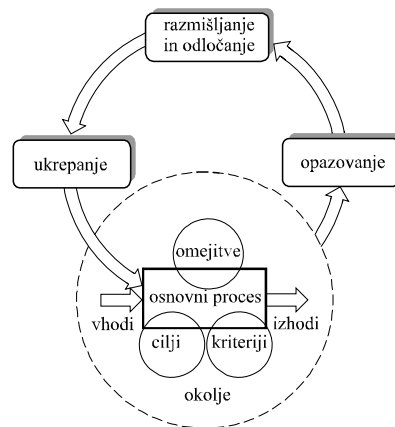 razmišljanje
in odločanje
ukrepanje
opazovanje
omejitve
osnovni proces
vhodi
izhodi
cilji
kriteriji
okolje